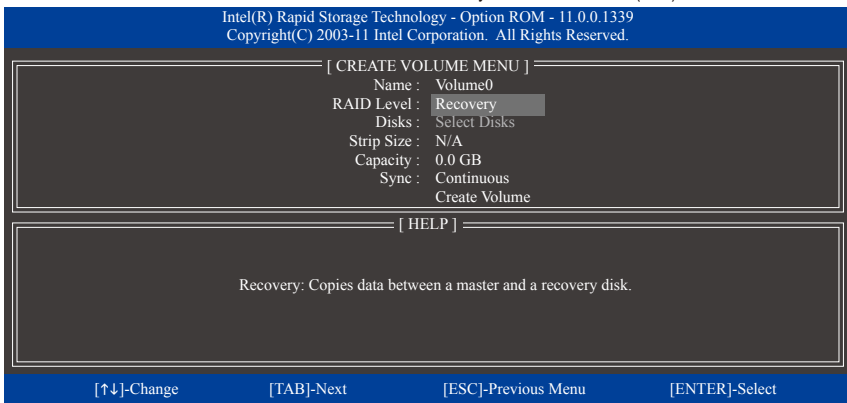 Intel(R) Rapid Storage Technology - Option ROM - 11.0.0.1339
Copyright(C) 2003-11 Intel Corporation. All Rights Reserved.
[ CREATE VOLUME MENU ]
Name : Volume0
RAID Level : Recovery
Disks : Select Disks
Strip Size : N/A
Capacity : 0.0 GB
Sync : Continuous
Create Volume
[ HELP ]
Recovery: Copies data between a master and a recovery disk.
[↑↓]-Change [TAB]-Next [ESC]-Previous Menu [ENTER]-Select